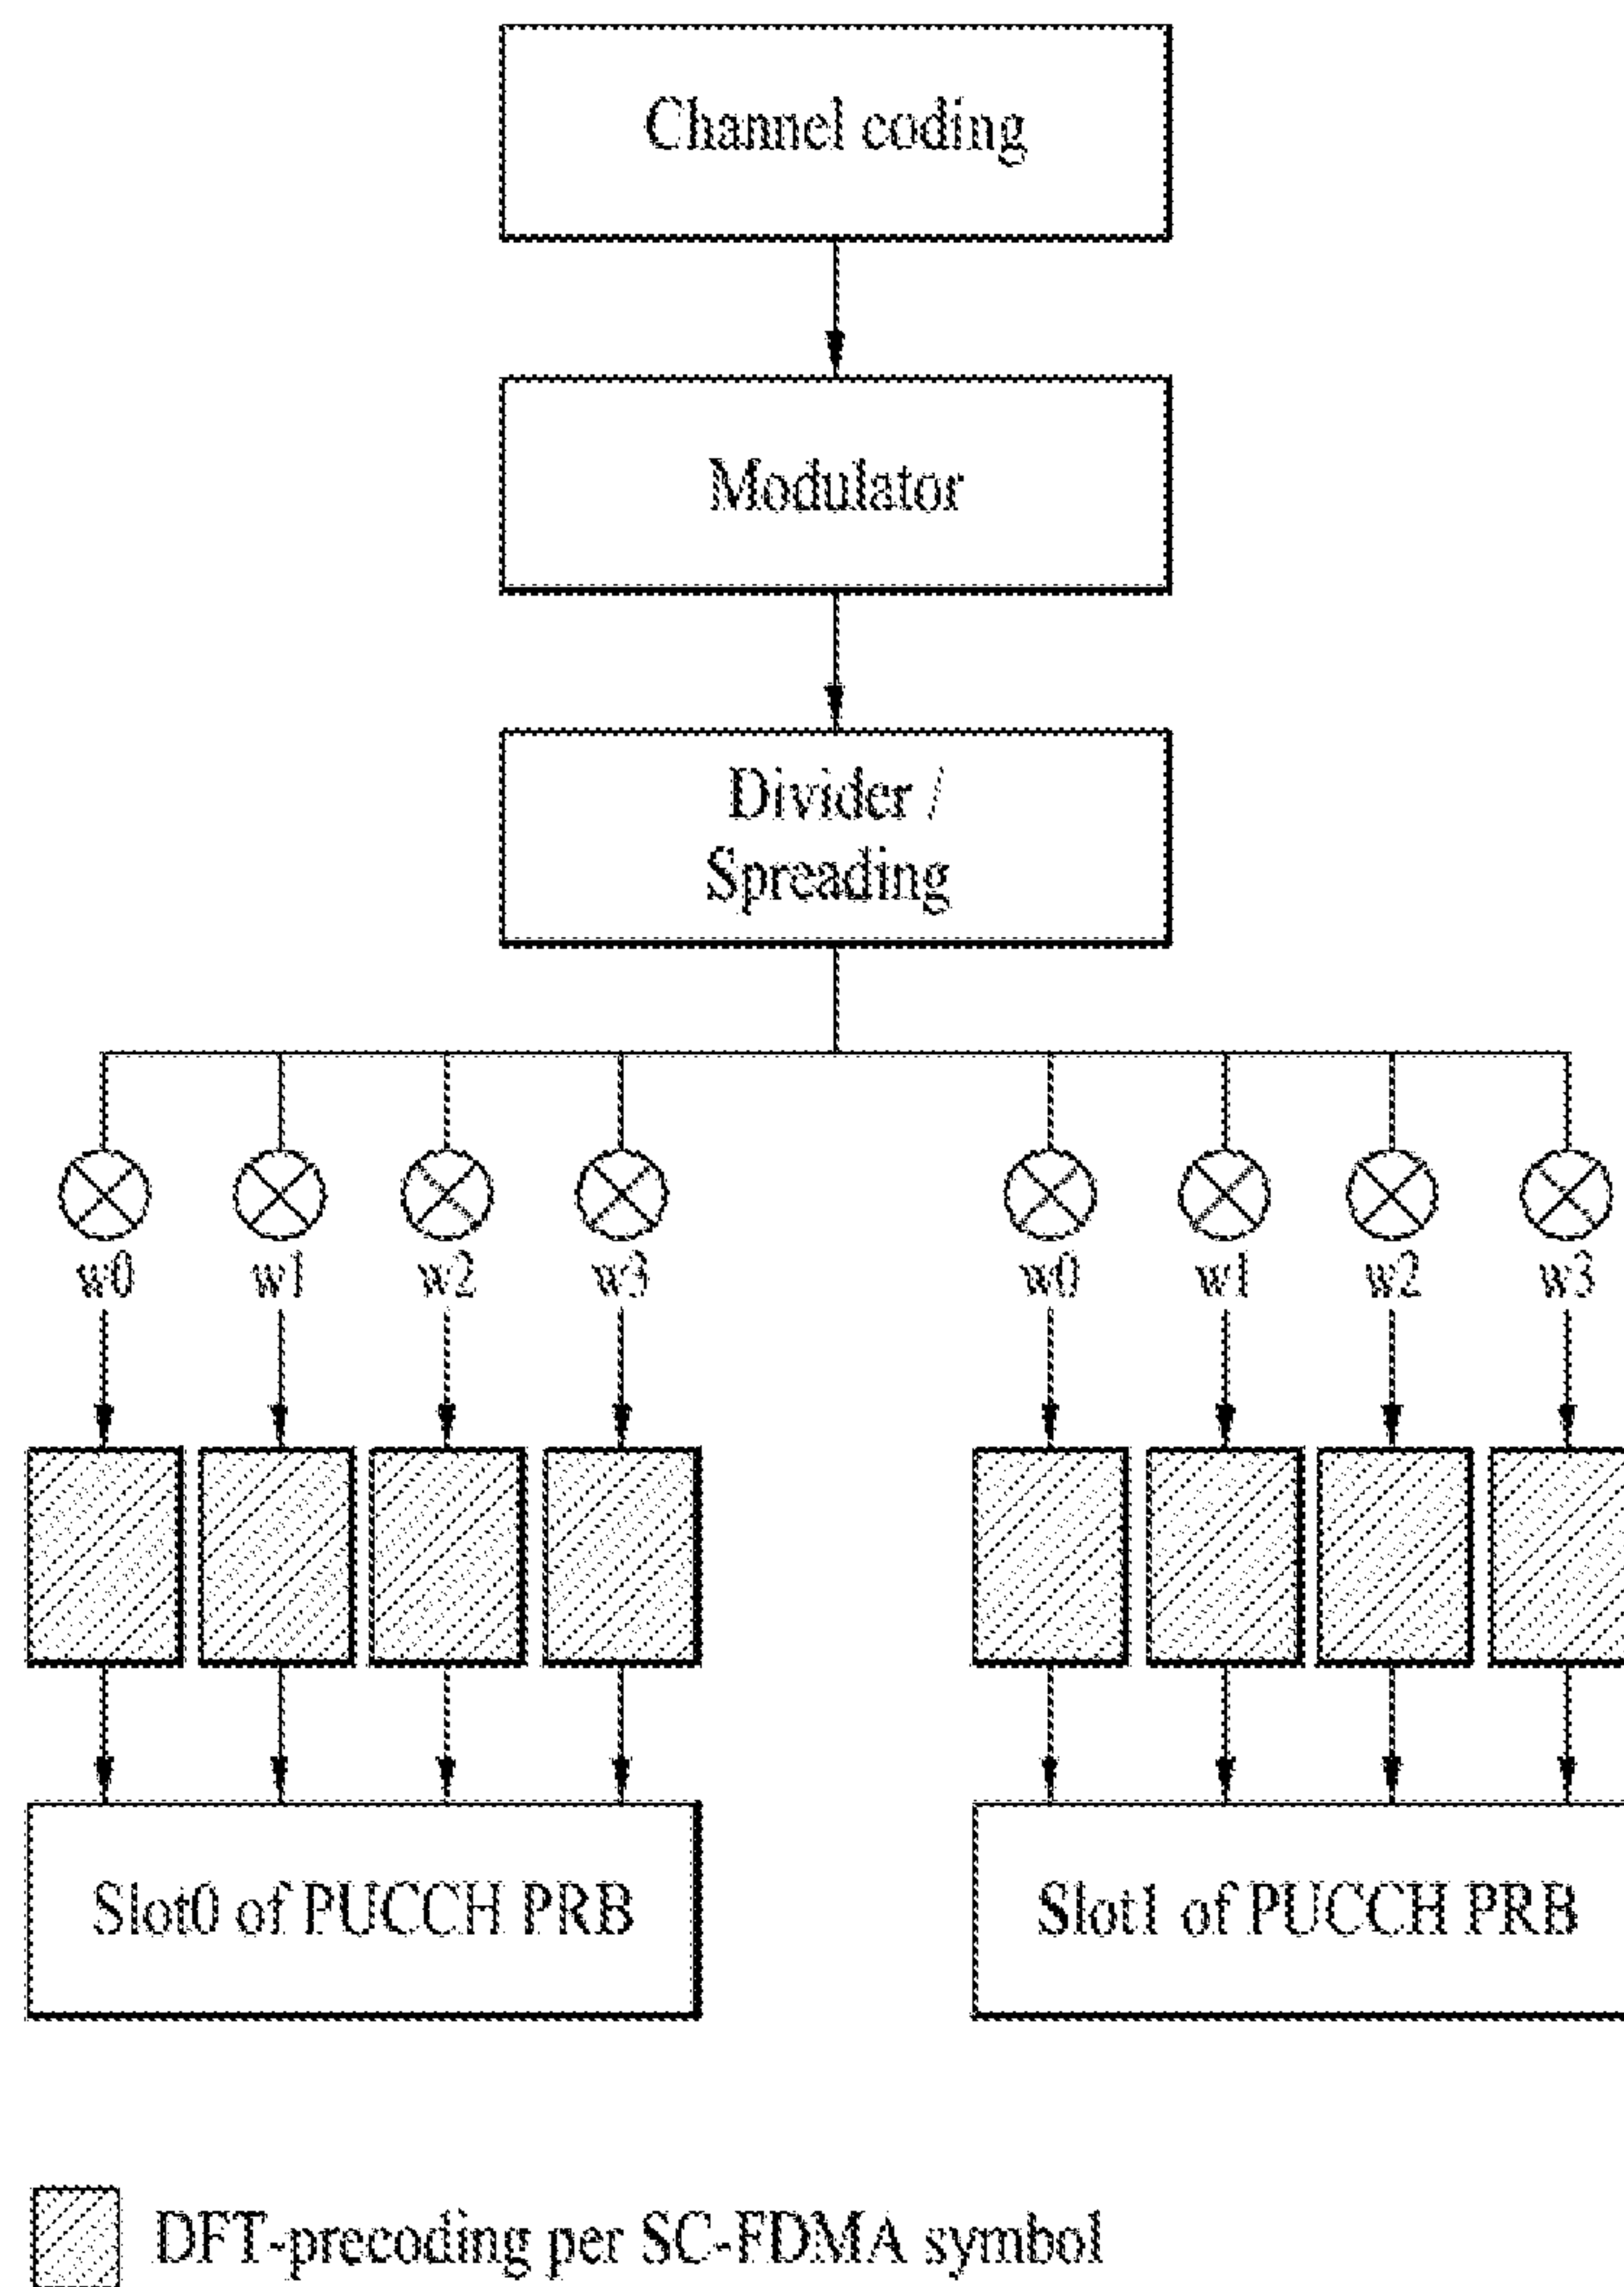 Channel coding
Modulator
Divider /
Spreading
w0 w1 w2 w3 w0 w1 w2 w3
Slot0 of PUCCH PRB
Slot1 of PUCCH PRB
DFT-precoding per SC-FDMA symbol